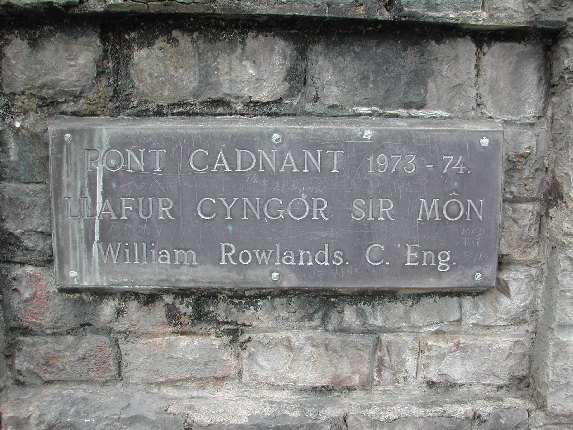 PONT CADNANT 1973 - 74.
LLAFUR CYNGOR SIR MÔN
William Rowlands. C. Eng.